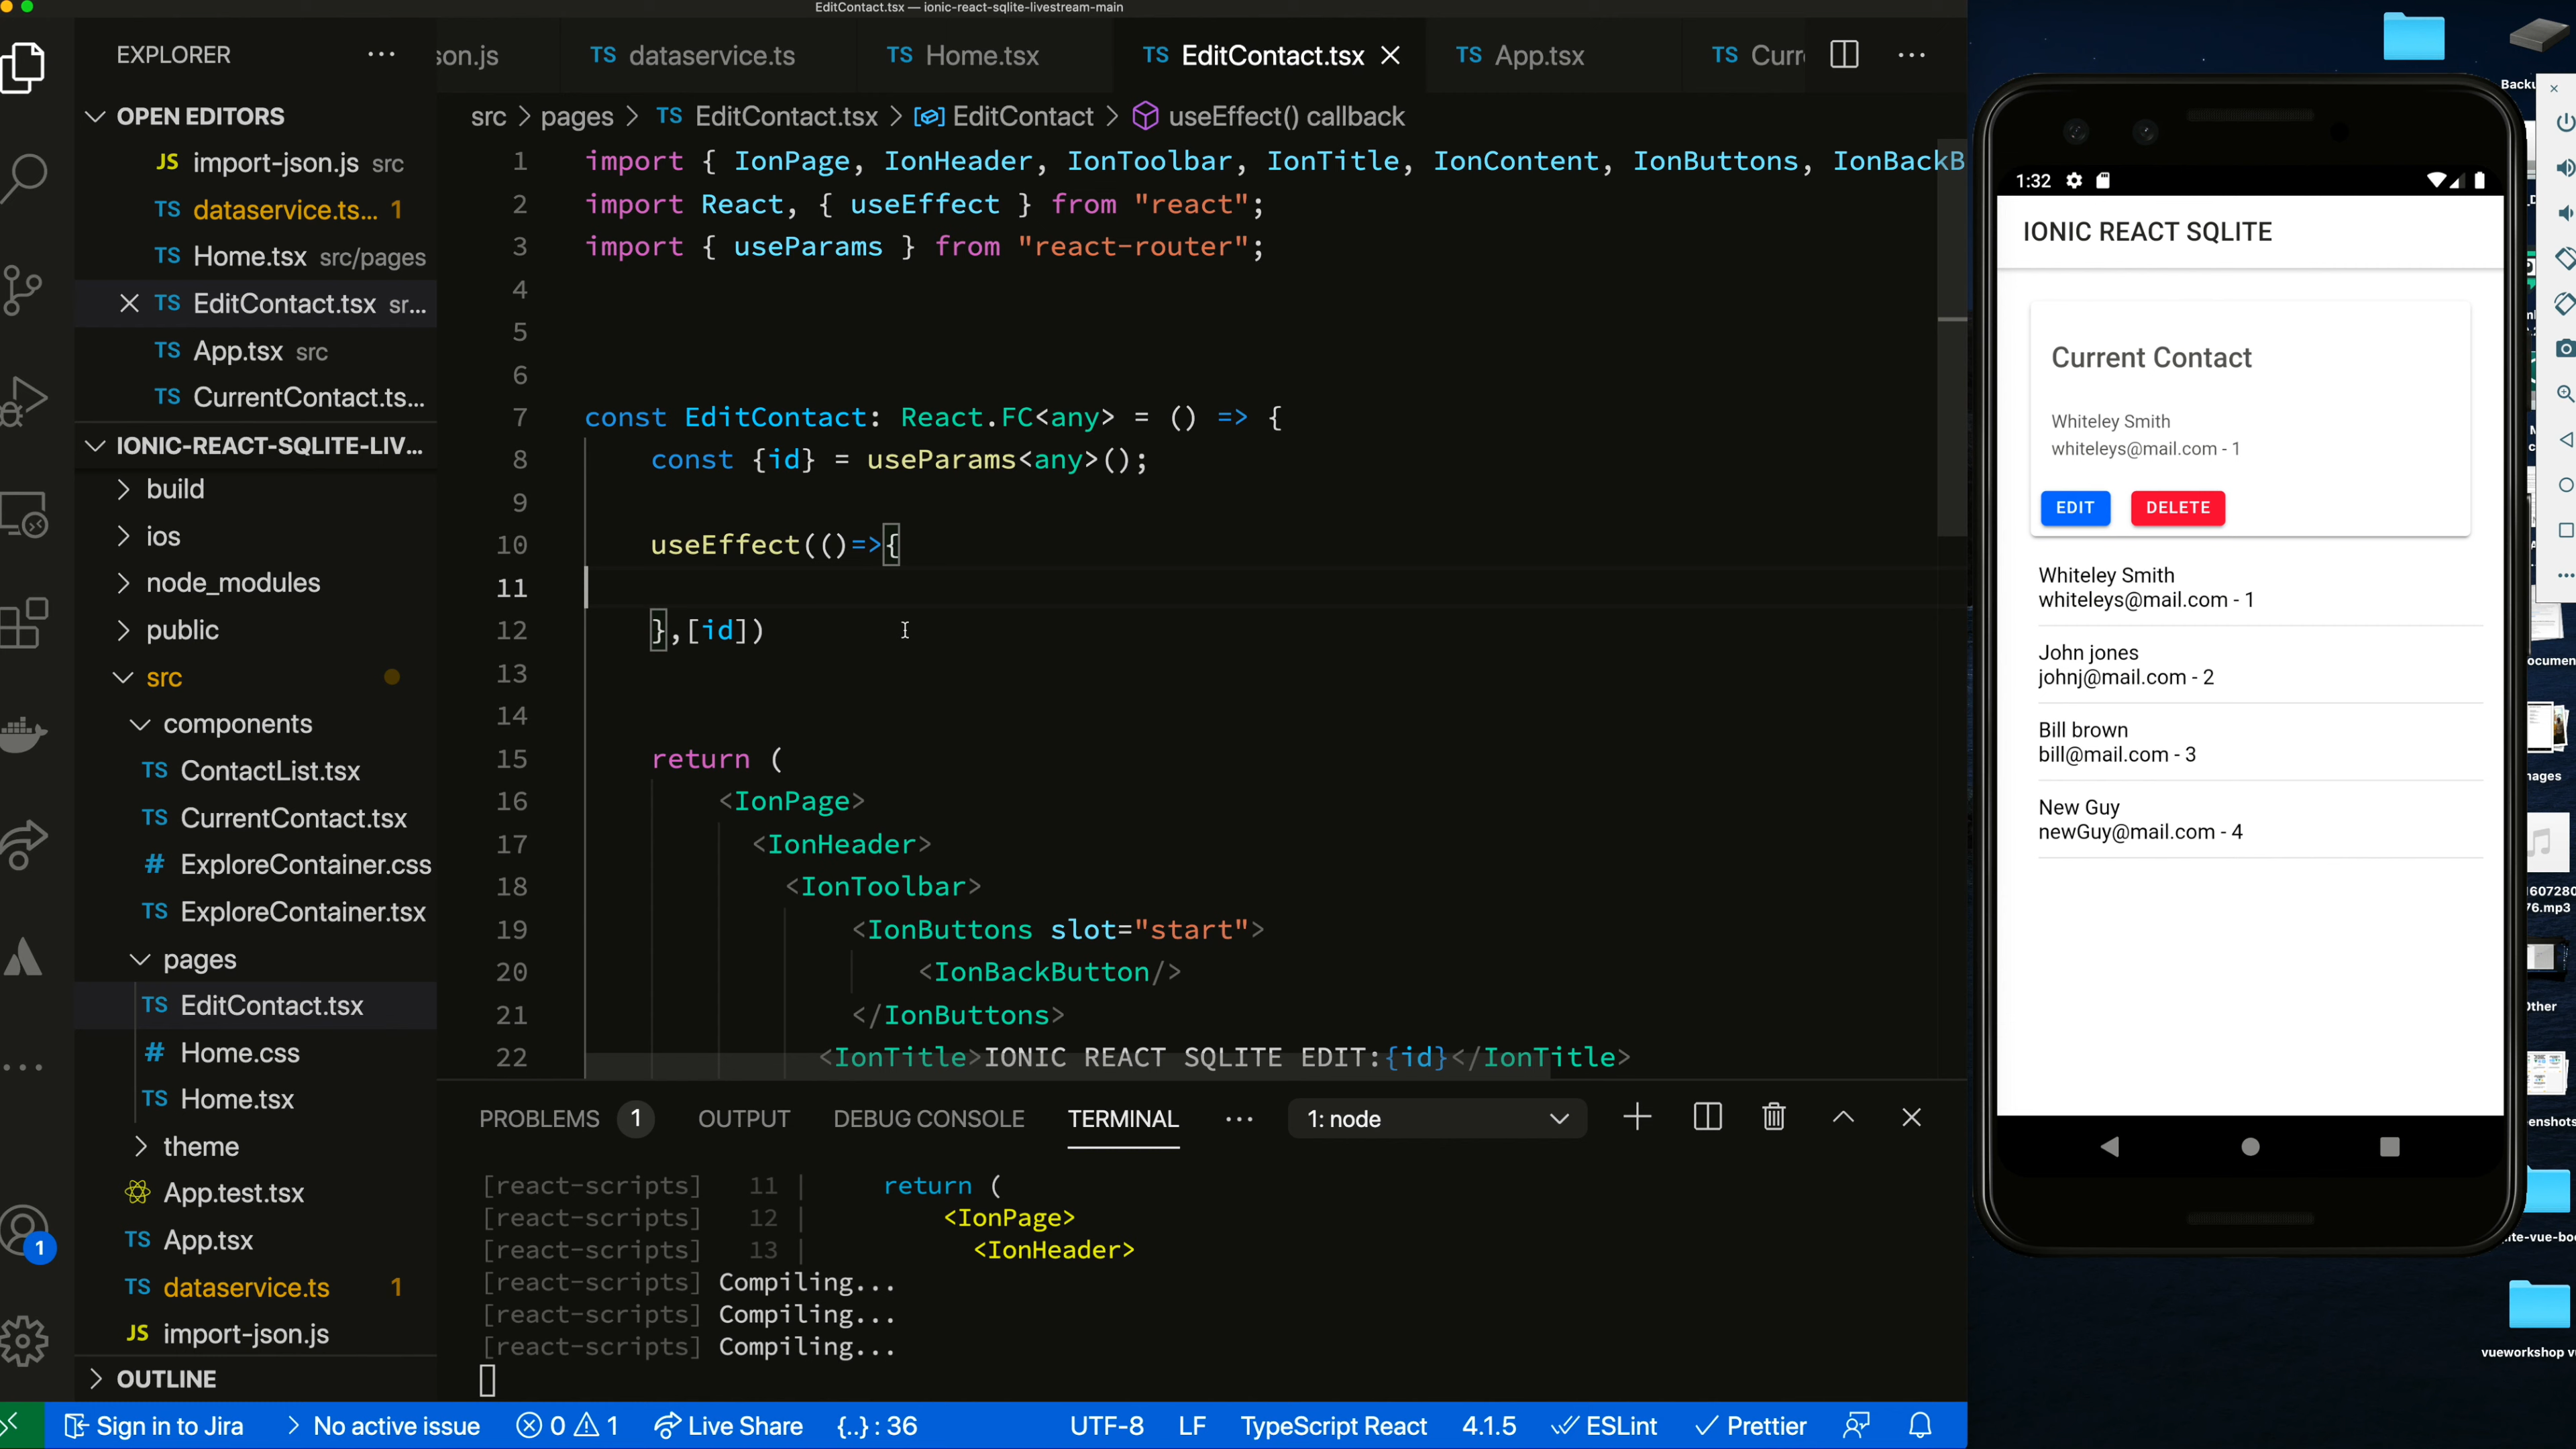 EditContact.tsx — ionic-react-sqlite-livestream-main
EXPLORER
OPEN EDITORS
JS import-json.js src
TS dataservice.ts... 1
TS Home.tsx src/pages
TS EditContact.tsx sr...
TS App.tsx src
TS CurrentContact.ts...
IONIC-REACT-SQLITE-LIV...
build
ios
node_modules
public
src
components
TS ContactList.tsx
TS CurrentContact.tsx
# ExploreContainer.css
TS ExploreContainer.tsx
pages
TS EditContact.tsx
# Home.css
TS Home.tsx
theme
App.test.tsx
TS App.tsx
TS dataservice.ts 1
JS import-json.js
OUTLINE
1
son.js TS dataservice.ts TS Home.tsx TS EditContact.tsx TS App.tsx TS Curr
src > pages > TS EditContact.tsx > EditContact > useEffect() callback
1 import { IonPage, IonHeader, IonToolbar, IonTitle, IonContent, IonButtons, IonBackB
2 import React, { useEffect } from "react";
3 import { useParams } from "react-router";
4
5
6
7 const EditContact: React.FC<any> = () => {
8 const {id} = useParams<any>();
9
10 useEffect(()=>{
11
12 },[id])
13
14
15 return (
16 <IonPage>
17 <IonHeader>
18 <IonToolbar>
19 <IonButtons slot="start">
20 <IonBackButton/>
21 </IonButtons>
22 <IonTitle>IONIC REACT SQLITE EDIT:{id}</IonTitle>
PROBLEMS 1 OUTPUT DEBUG CONSOLE TERMINAL ··· 1: node
[react-scripts] 11 | return (
[react-scripts] 12 | <IonPage>
[react-scripts] 13 | <IonHeader>
[react-scripts] Compiling...
[react-scripts] Compiling...
[react-scripts] Compiling...
Sign in to Jira > No active issue 0 1 Live Share {..} : 36 UTF-8 LF TypeScript React 4.1.5 ESLint Prettier
1:32
IONIC REACT SQLITE
Current Contact
Whiteley Smith
whiteleys@mail.com - 1
EDIT DELETE
Whiteley Smith
whiteleys@mail.com - 1
John jones
johnj@mail.com - 2
Bill brown
bill@mail.com - 3
New Guy
newGuy@mail.com - 4
Backu
ocumen
nages
1607280
76.mp3
Other
enshots
ite-vue-boo
vueworkshop v